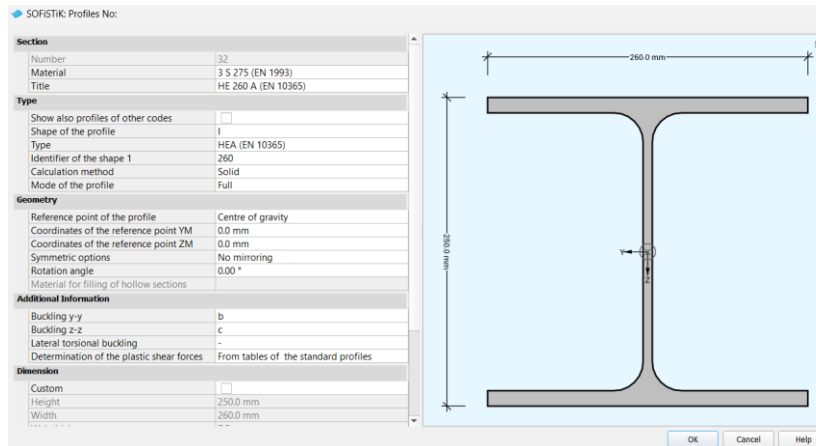 SOFiSTiK: Profiles No:
Section
Number 32
Material 3 S 275 (EN 1993)
Title HE 260 A (EN 10365)
Type
Show also profiles of other codes
Shape of the profile I
Type HEA (EN 10365)
Identifier of the shape 1 260
Calculation method Solid
Mode of the profile Full
Geometry
Reference point of the profile Centre of gravity
Coordinates of the reference point YM 0.0 mm
Coordinates of the reference point ZM 0.0 mm
Symmetric options No mirroring
Rotation angle 0.00 °
Material for filling of hollow sections
Additional Information
Buckling y-y b
Buckling z-z c
Lateral torsional buckling -
Determination of the plastic shear forces From tables of the standard profiles
Dimension
Custom
Height 250.0 mm
Width 260.0 mm
260.0 mm
250.0 mm
Y
Z
OK Cancel Help